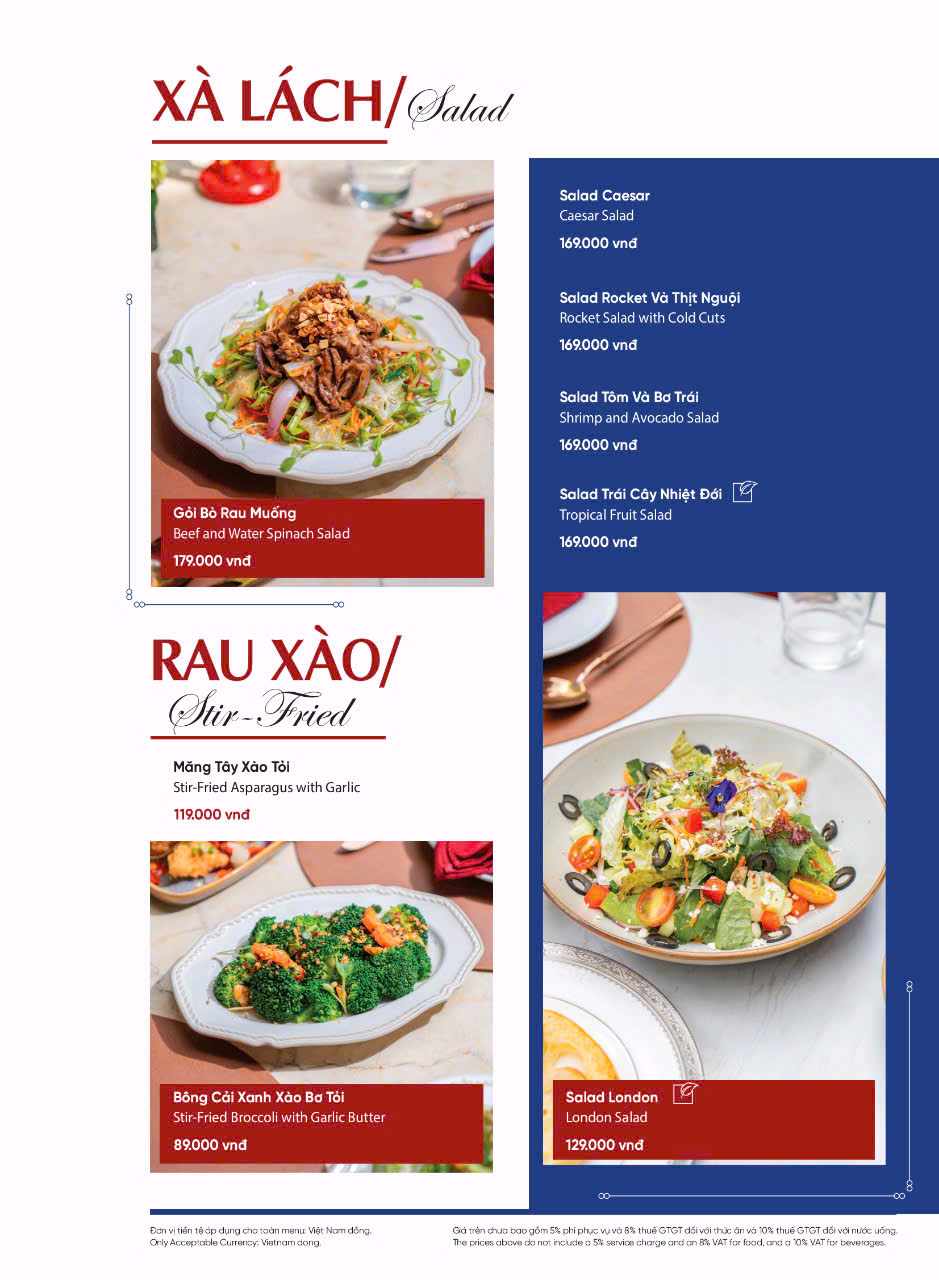 XÀ LÁCH/Salad
Gỏi Bò Rau Muống
Beef and Water Spinach Salad
179.000 vnđ
RAU XÀO/
Stir-Fried
Măng Tây Xào Tỏi
Stir-Fried Asparagus with Garlic
119.000 vnđ
Bông Cải Xanh Xào Bơ Tỏi
Stir-Fried Broccoli with Garlic Butter
89.000 vnđ
Salad Caesar
Caesar Salad
169.000 vnđ
Salad Rocket Và Thịt Nguội
Rocket Salad with Cold Cuts
169.000 vnđ
Salad Tôm Và Bơ Trái
Shrimp and Avocado Salad
169.000 vnđ
Salad Trái Cây Nhiệt Đới
Tropical Fruit Salad
169.000 vnđ
Salad London
London Salad
129.000 vnđ
Đơn vị tiền tệ áp dụng cho toàn menu: Việt Nam đồng.
Only Acceptable Currency: Vietnam dong.
Giá trên chưa bao gồm 5% phí phục vụ và 8% thuế GTGT đối với thức ăn và 10% thuế GTGT đối với nước uống.
The prices above do not include a 5% service charge and an 8% VAT for food, and a 10% VAT for beverages.